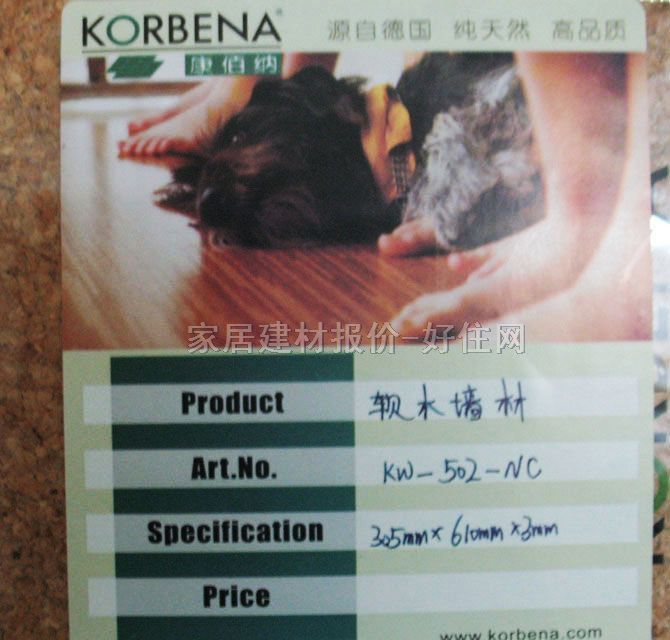 KORBENA®
源自德国 纯天然 高品质
康佰纳
家居建材报价-好住网
Product 软木墙材
Art.No. KW-502-NC
Specification 305mm×610mm×3mm
Price
www.korbena.com